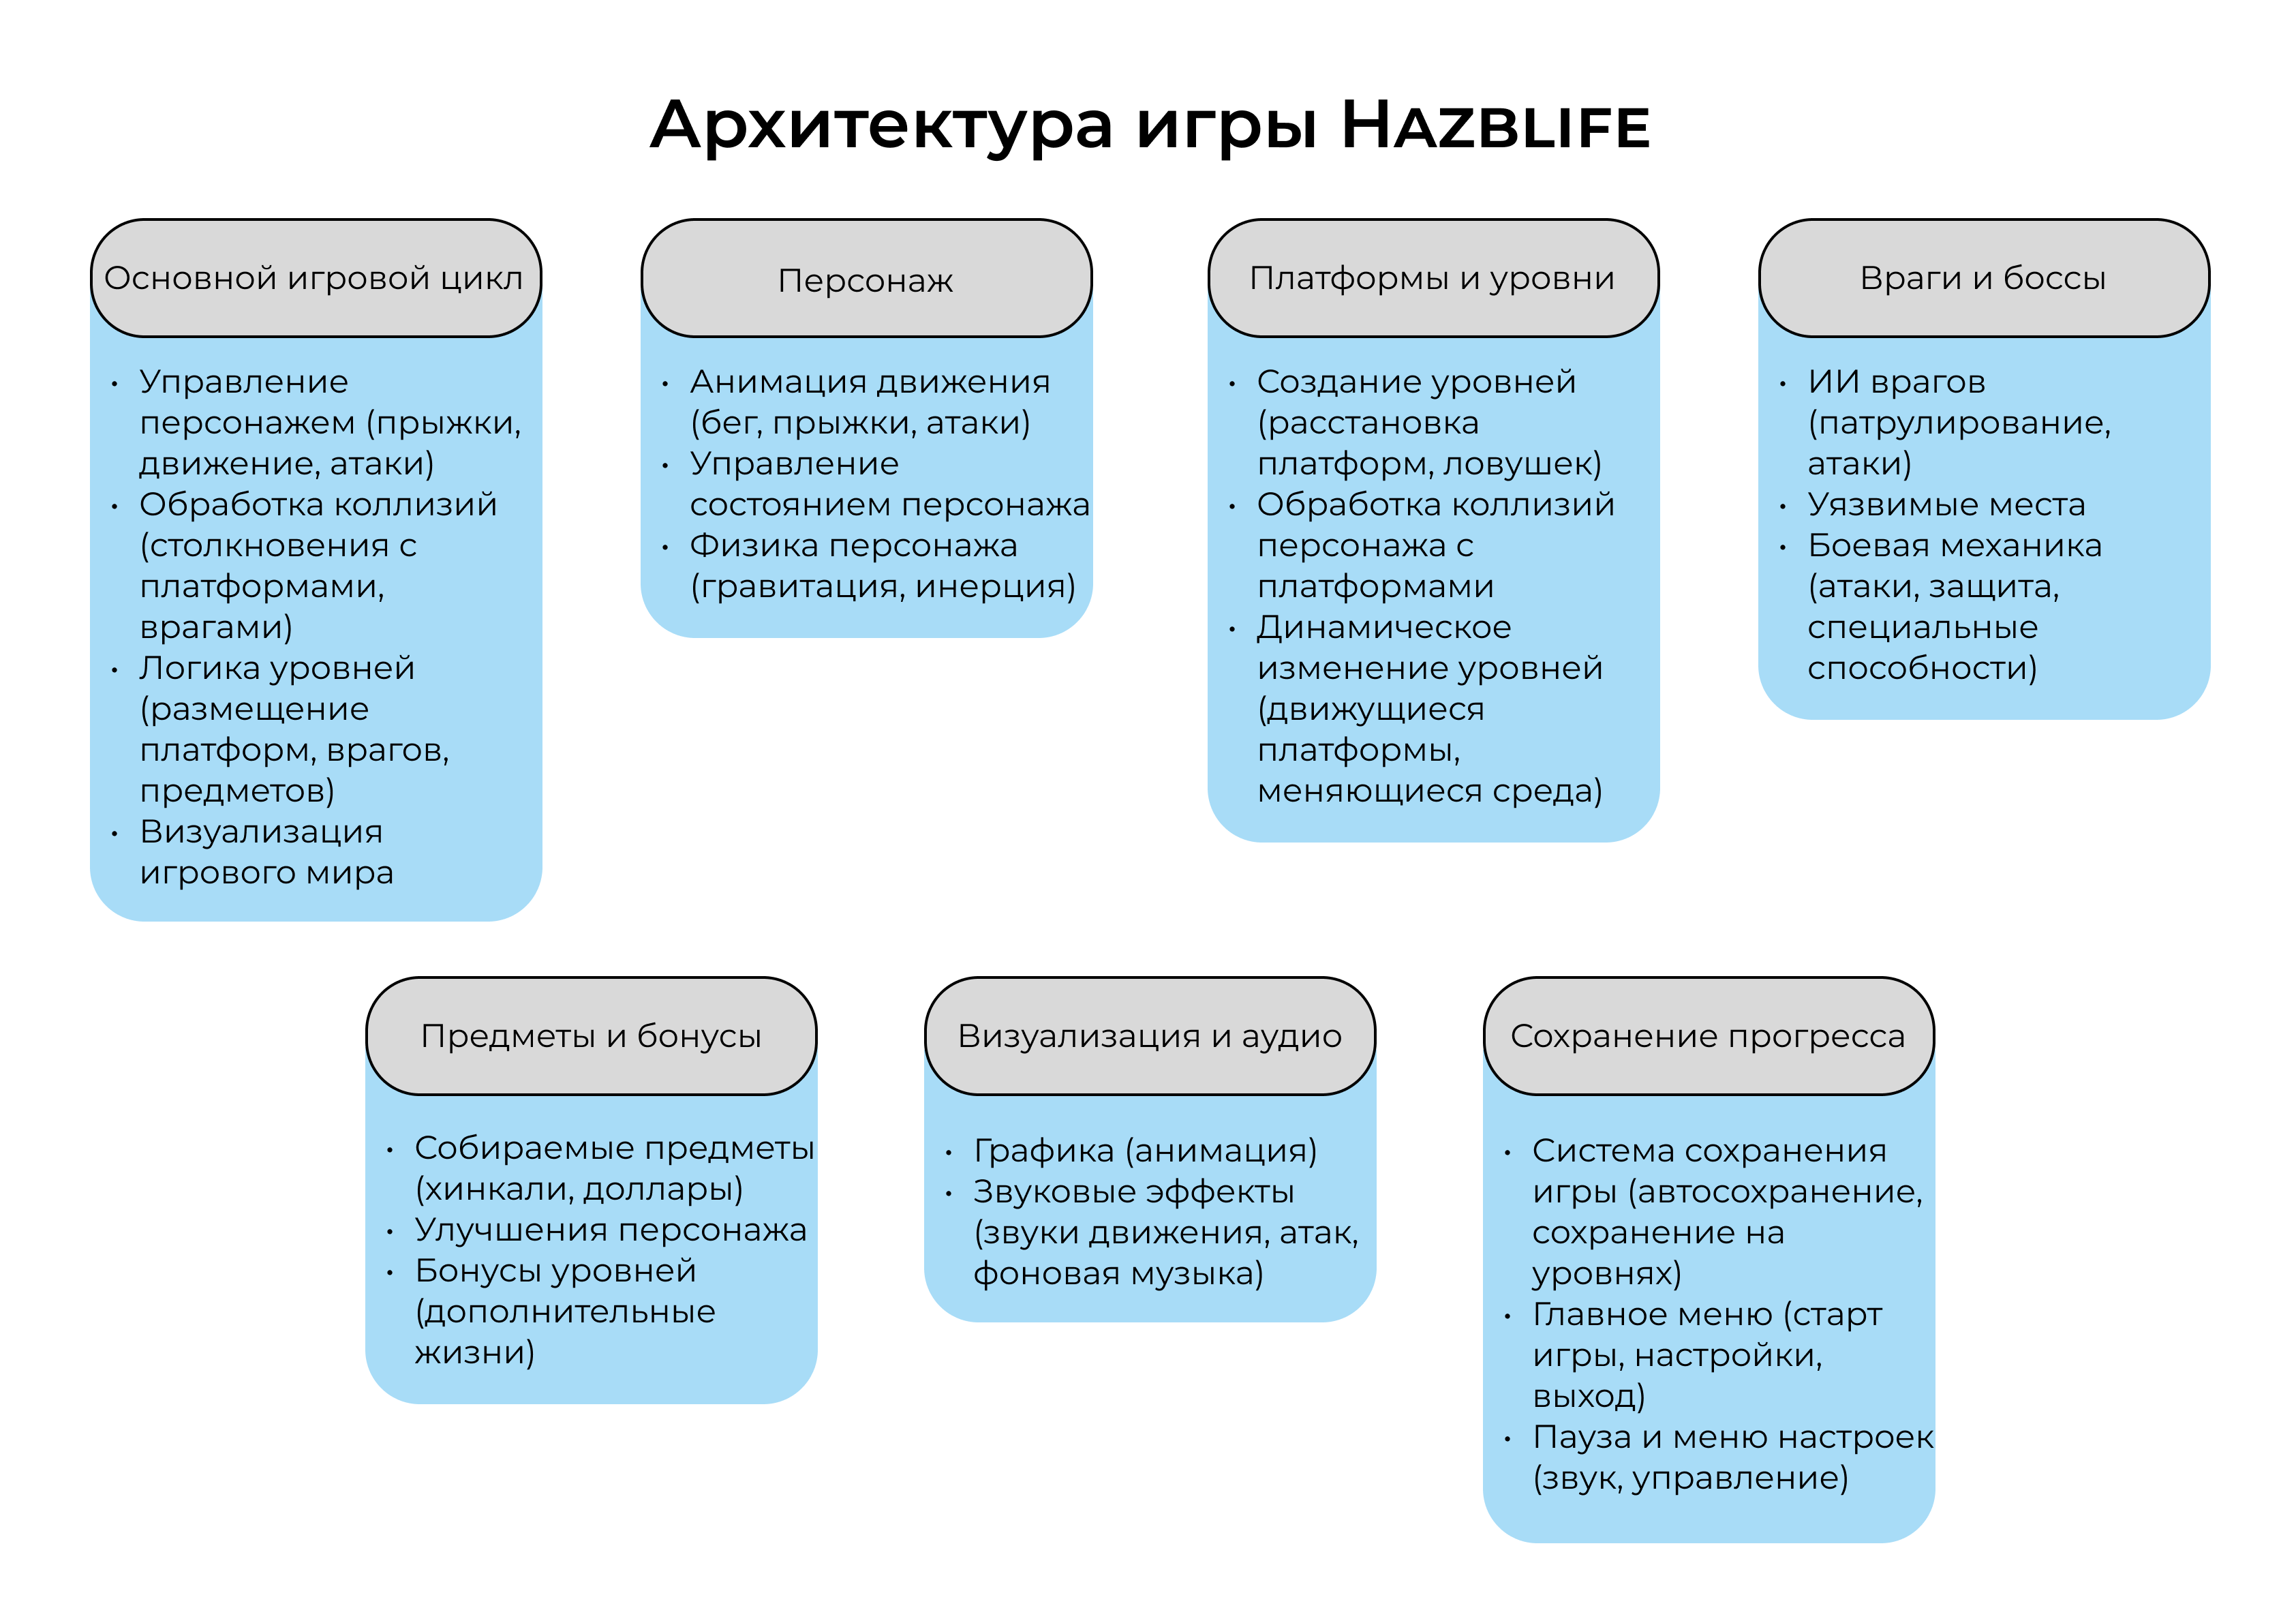 Архитектура игры HAZBLIFE
Основной игровой цикл
• Управление
персонажем (прыжки,
движение, атаки)
• Обработка коллизий
(столкновения с
платформами,
врагами)
• Логика уровней
(размещение
платформ, врагов,
предметов)
• Визуализация
игрового мира
Персонаж
• Анимация движения
(бег, прыжки, атаки)
• Управление
состоянием персонажа
• Физика персонажа
(гравитация, инерция)
Платформы и уровни
• Создание уровней
(расстановка
платформ, ловушек)
• Обработка коллизий
персонажа с
платформами
• Динамическое
изменение уровней
(движущиеся
платформы,
меняющиеся среда)
Враги и боссы
• ИИ врагов
(патрулирование,
атаки)
• Уязвимые места
• Боевая механика
(атаки, защита,
специальные
способности)
Предметы и бонусы
• Собираемые предметы
(хинкали, доллары)
• Улучшения персонажа
• Бонусы уровней
(дополнительные
жизни)
Визуализация и аудио
• Графика (анимация)
• Звуковые эффекты
(звуки движения, атак,
фоновая музыка)
Сохранение прогресса
• Система сохранения
игры (автосохранение,
сохранение на
уровнях)
• Главное меню (старт
игры, настройки,
выход)
• Пауза и меню настроек
(звук, управление)